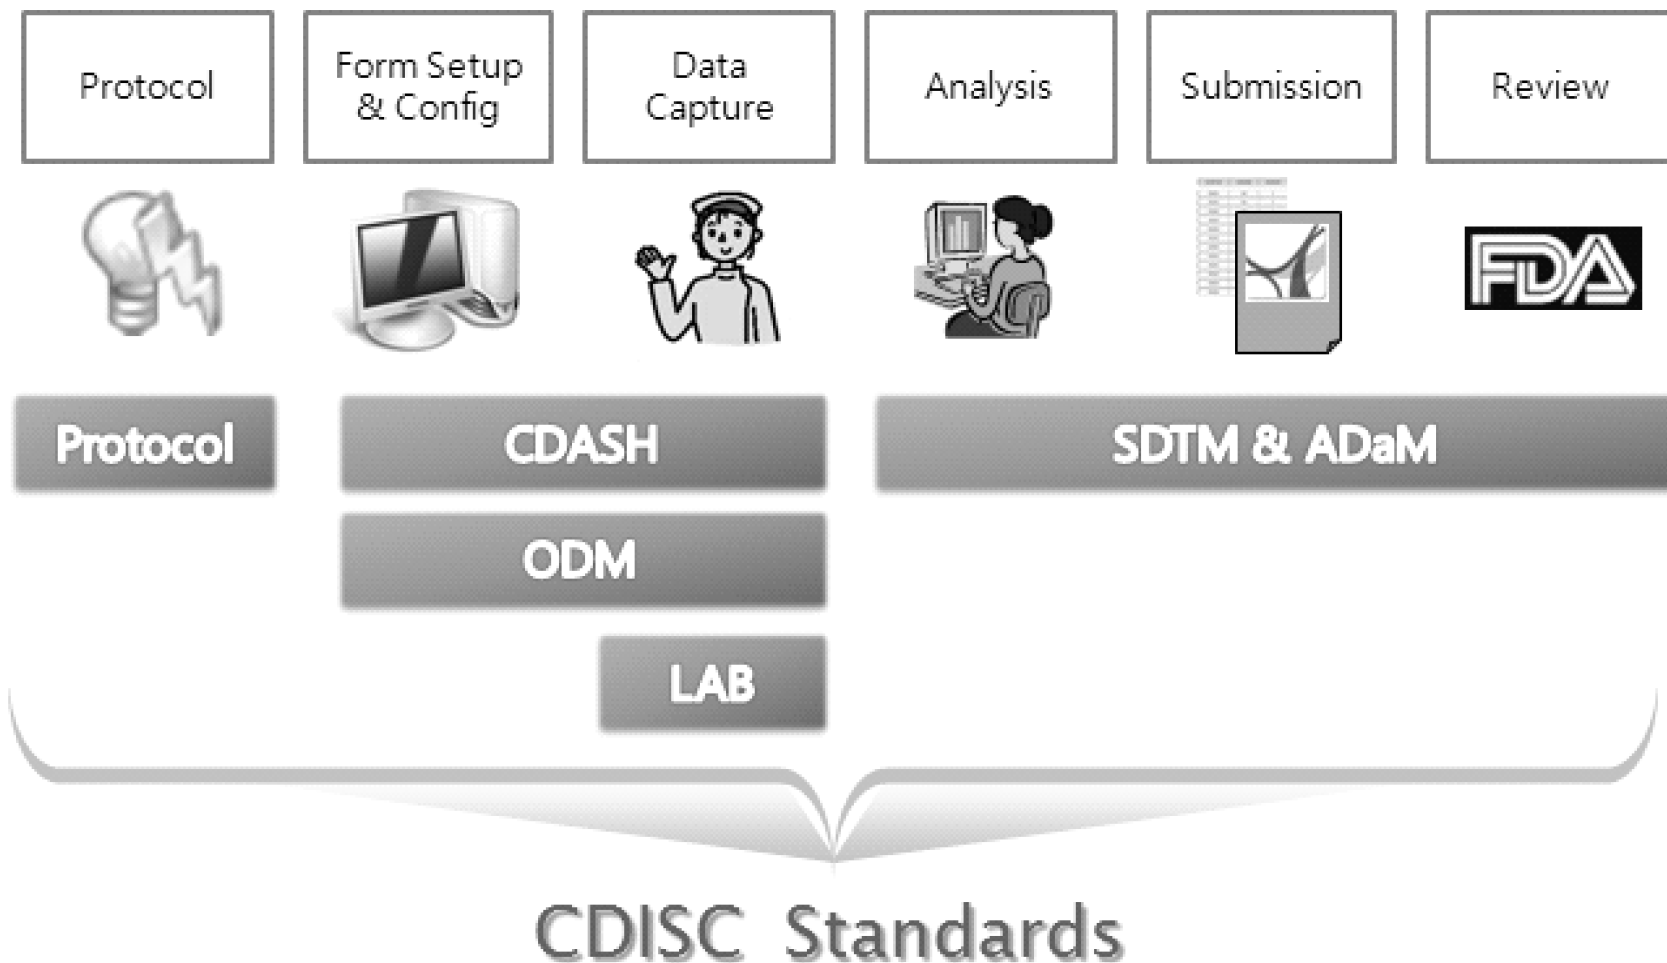 Protocol
Form Setup
& Config
Data
Capture
Analysis
Submission
Review
FDA
Protocol
CDASH
SDTM & ADaM
ODM
LAB
CDISC Standards